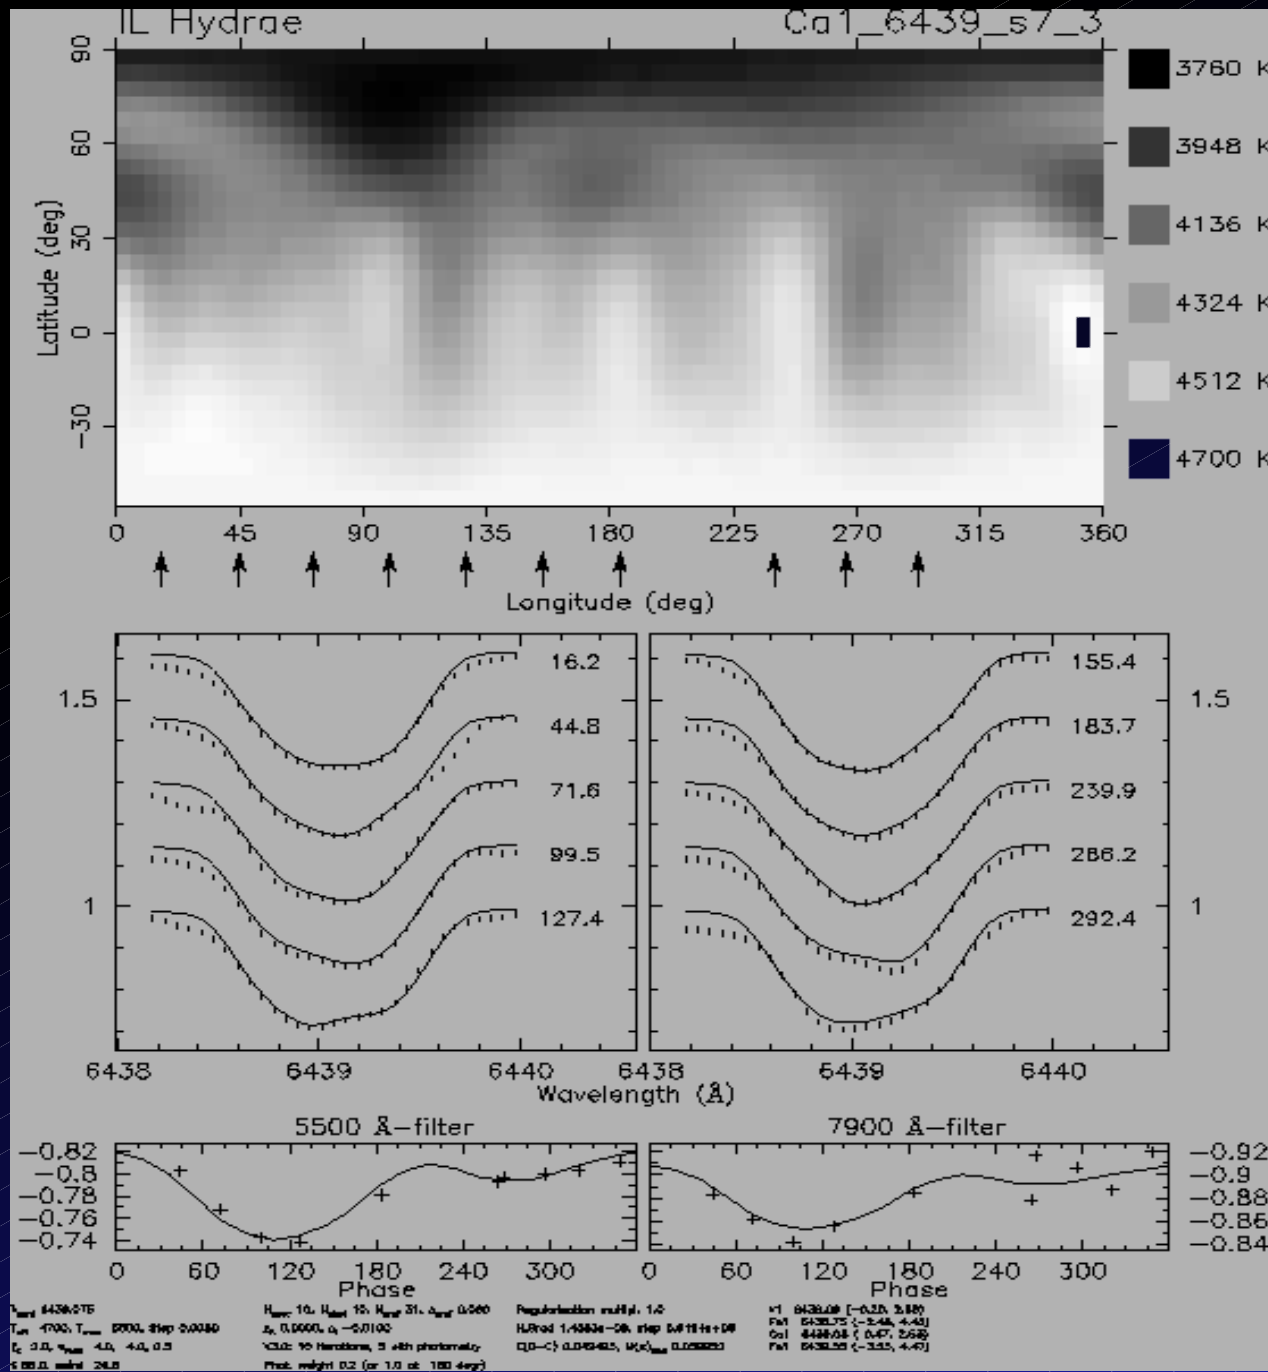 IL Hydrae
Ca1_6439_s7_3
90
60
30
0
-30
Latitude (deg)
3760 K
3948 K
4136 K
4324 K
4512 K
4700 K
0 45 90 135 180 225 270 315 360
Longitude (deg)
1.5
1
16.2
44.8
71.6
99.5
127.4
155.4
183.7
239.9
286.2
292.4
1.5
1
6438 6439 6440 6438 6439 6440
Wavelength (Å)
5500 Å-filter
7900 Å-filter
-0.82
-0.8
-0.78
-0.76
-0.74
-0.92
-0.9
-0.88
-0.86
-0.84
0 60 120 180 240 300
0 60 120 180 240 300
Phase
Phase
Regularisation multipl. 1.0